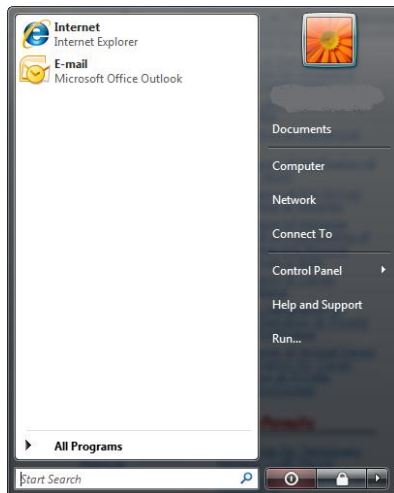 Internet
Internet Explorer
E-mail
Microsoft Office Outlook
All Programs
Start Search
Documents
Computer
Network
Connect To
Control Panel
Help and Support
Run...